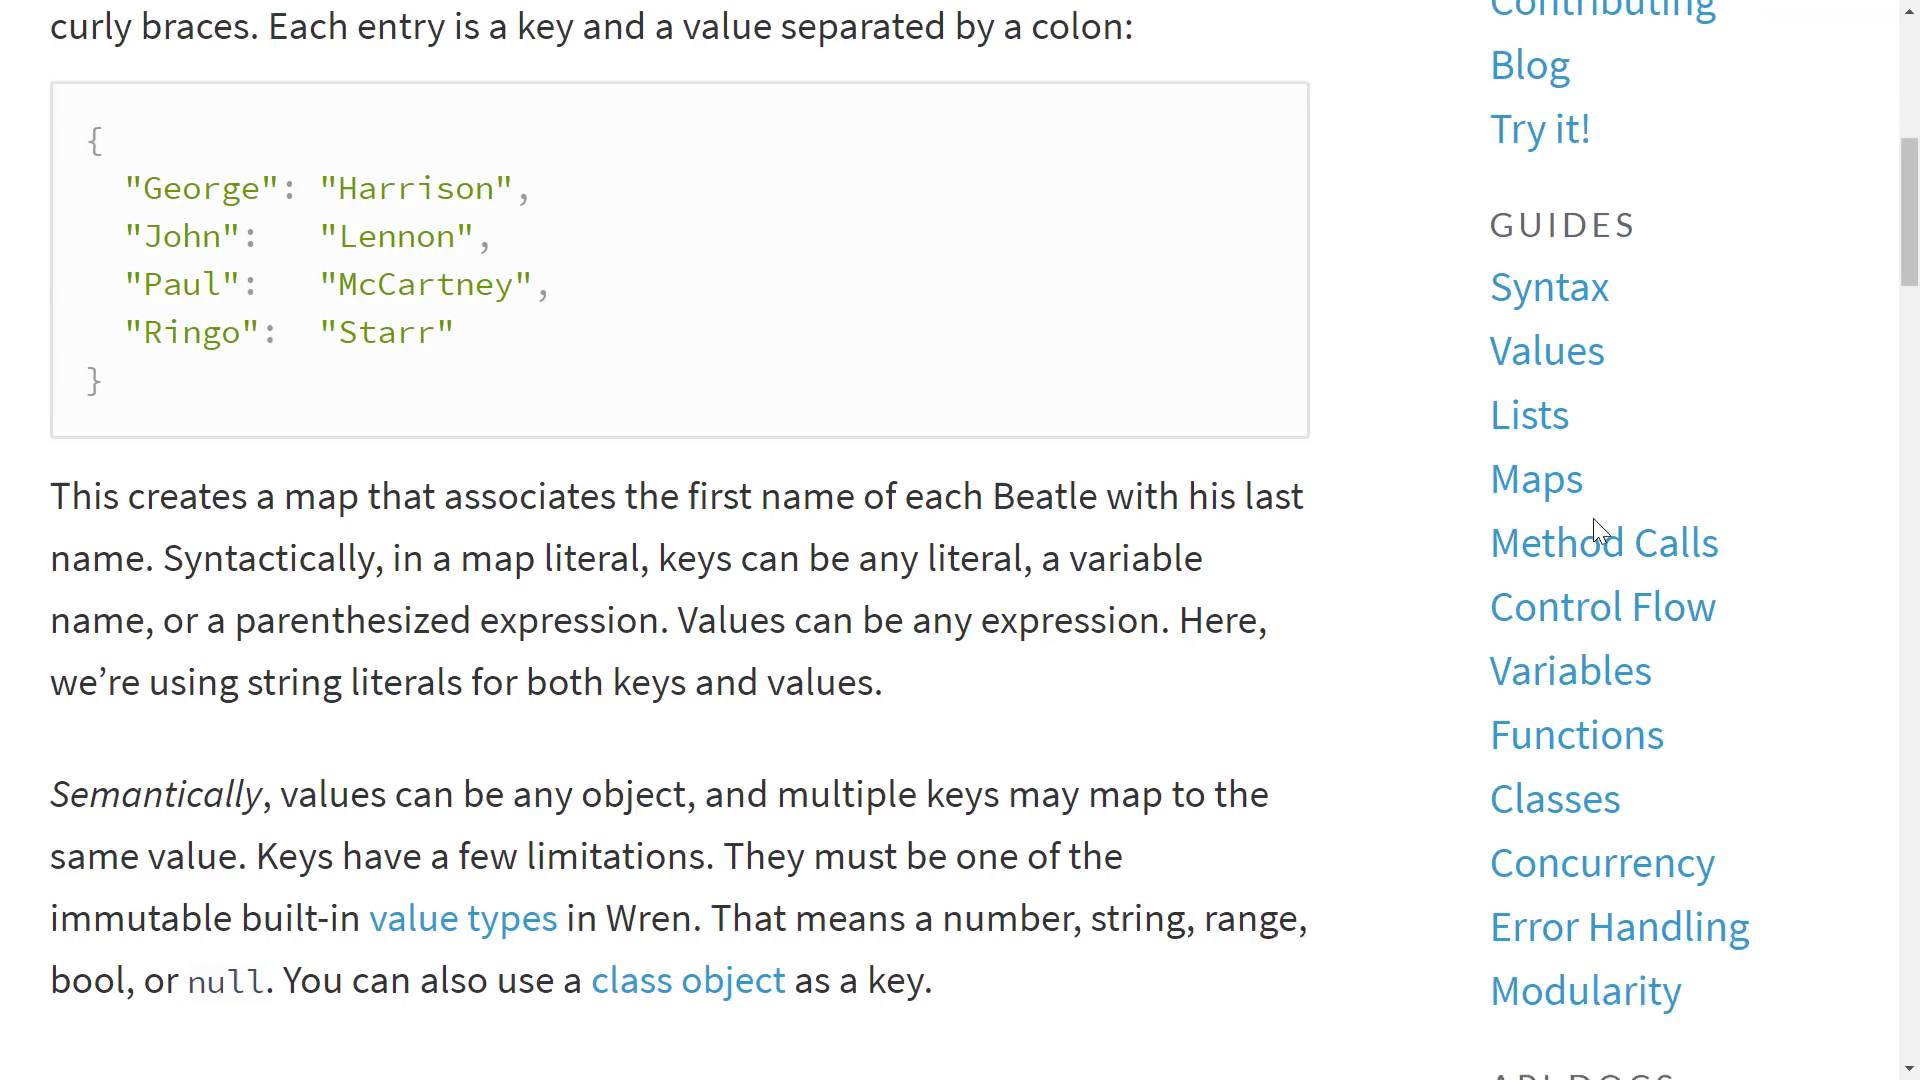 curly braces. Each entry is a key and a value separated by a colon:
{
"George": "Harrison",
"John":   "Lennon",
"Paul":   "McCartney",
"Ringo":  "Starr"
}
This creates a map that associates the first name of each Beatle with his last
name. Syntactically, in a map literal, keys can be any literal, a variable
name, or a parenthesized expression. Values can be any expression. Here,
we’re using string literals for both keys and values.
Semantically, values can be any object, and multiple keys may map to the
same value. Keys have a few limitations. They must be one of the
immutable built-in value types in Wren. That means a number, string, range,
bool, or null. You can also use a class object as a key.
Contributing
Blog
Try it!
GUIDES
Syntax
Values
Lists
Maps
Method Calls
Control Flow
Variables
Functions
Classes
Concurrency
Error Handling
Modularity
API DOCS